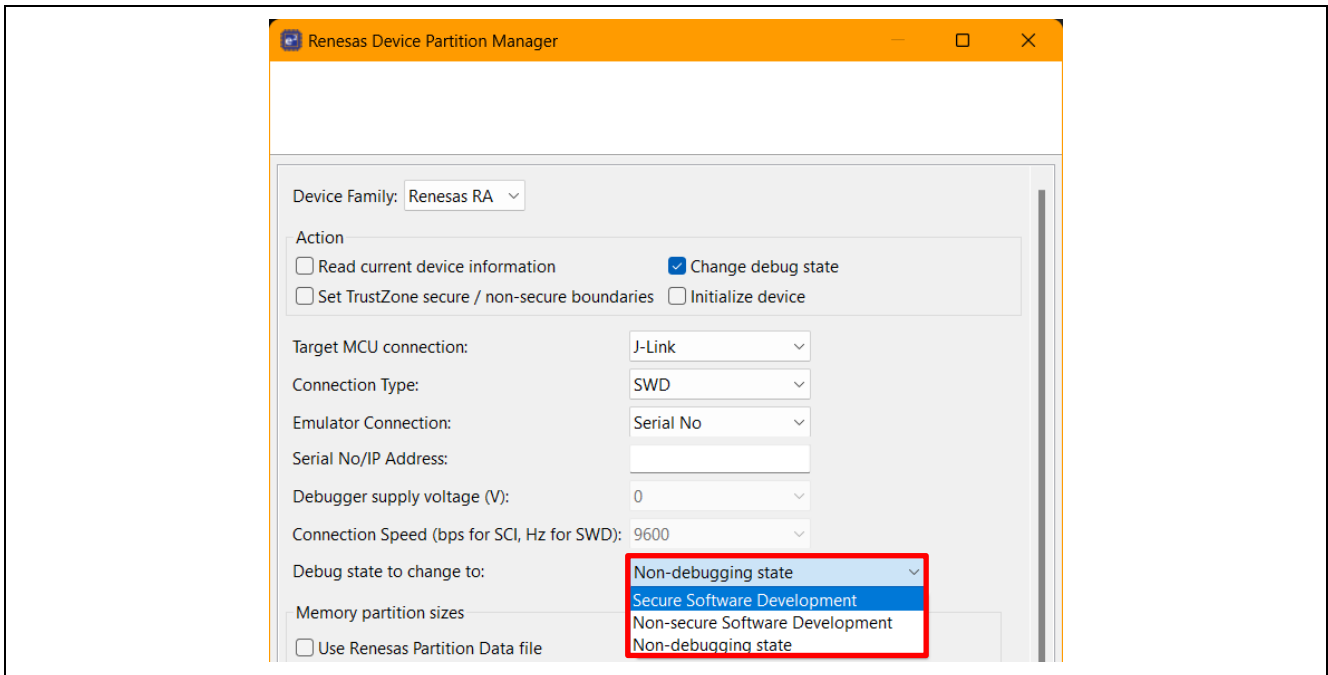 Renesas Device Partition Manager
Device Family: Renesas RA
Action
Read current device information Change debug state
Set TrustZone secure / non-secure boundaries Initialize device
Target MCU connection: J-Link
Connection Type: SWD
Emulator Connection: Serial No
Serial No/IP Address:
Debugger supply voltage (V): 0
Connection Speed (bps for SCI, Hz for SWD): 9600
Debug state to change to: Non-debugging state
Secure Software Development
Memory partition sizes
Non-secure Software Development
Use Renesas Partition Data file Non-debugging state